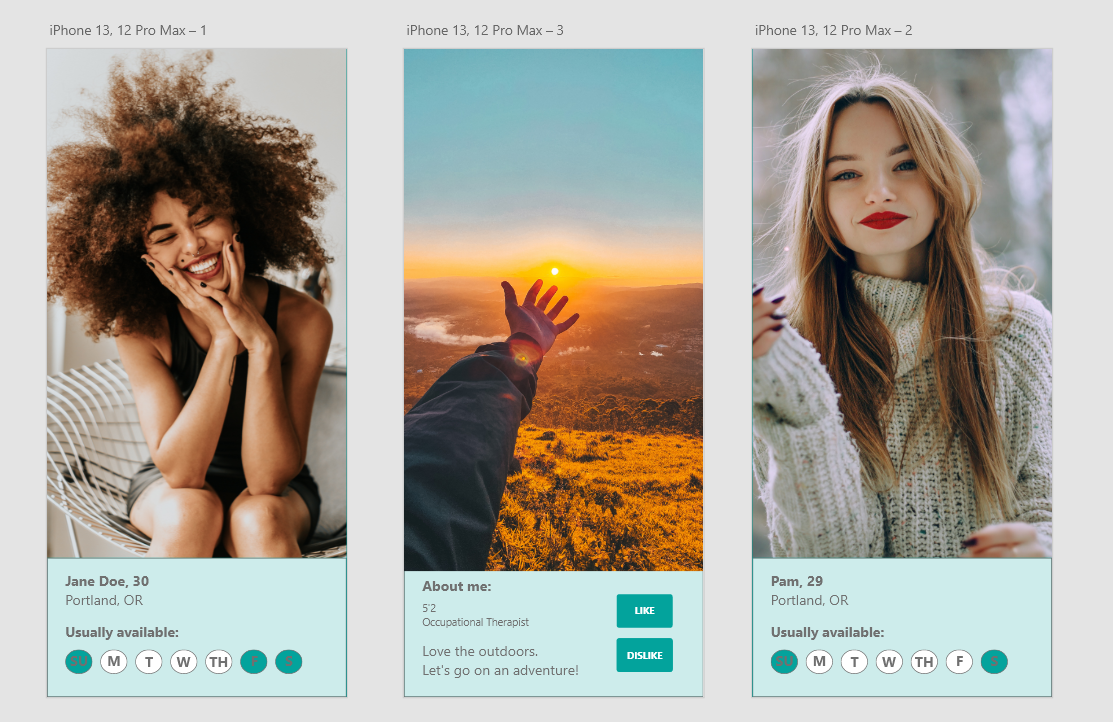 iPhone 13, 12 Pro Max – 1
Jane Doe, 30
Portland, OR
Usually available:
SU M T W TH F S
iPhone 13, 12 Pro Max – 3
About me:
5'2
Occupational Therapist
Love the outdoors.
Let's go on an adventure!
LIKE
DISLIKE
iPhone 13, 12 Pro Max – 2
Pam, 29
Portland, OR
Usually available:
SU M T W TH F S